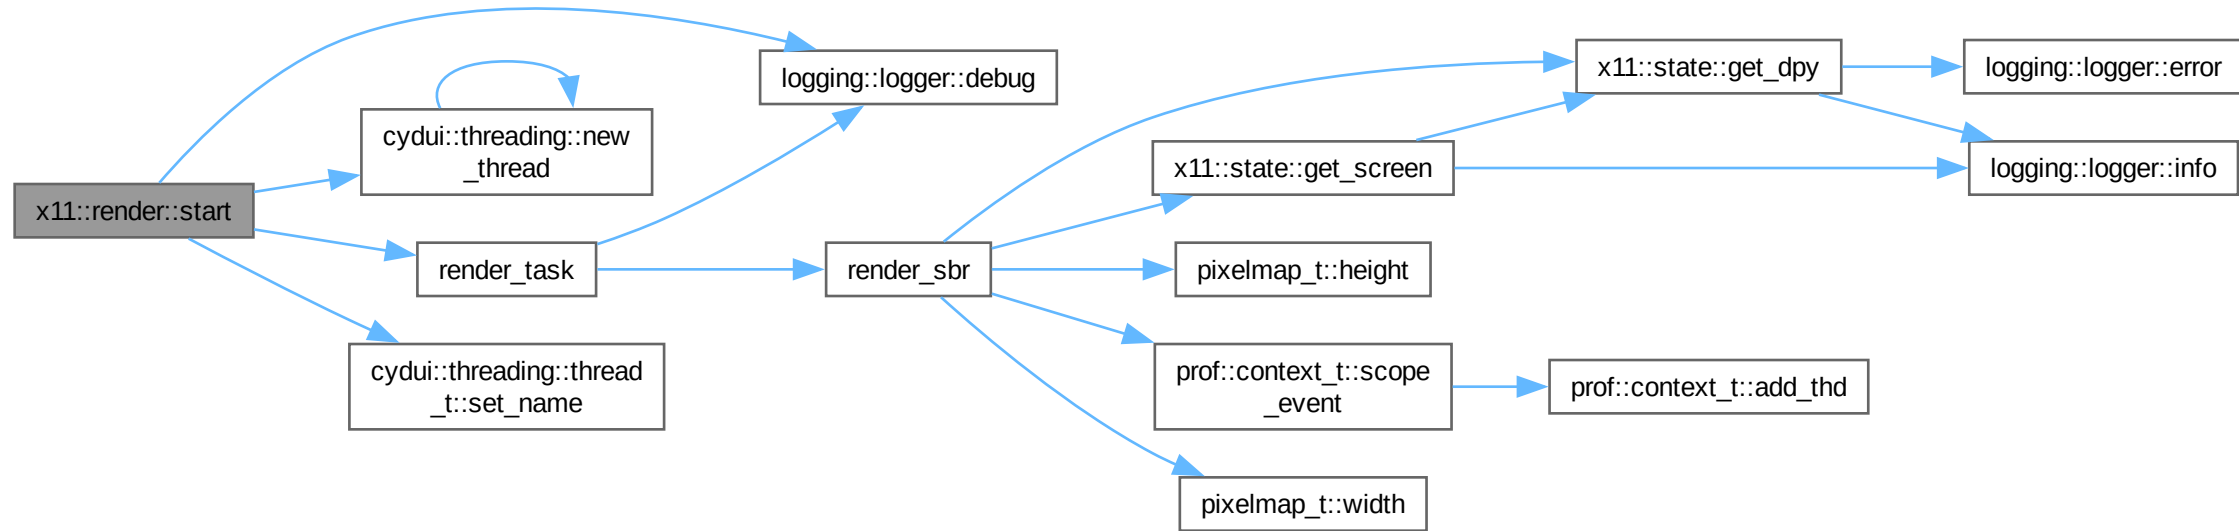 x11::render::start
cydui::threading::new
_thread
render_task
cydui::threading::thread
_t::set_name
logging::logger::debug
render_sbr
x11::state::get_screen
pixelmap_t::height
prof::context_t::scope
_event
pixelmap_t::width
x11::state::get_dpy
prof::context_t::add_thd
logging::logger::error
logging::logger::info